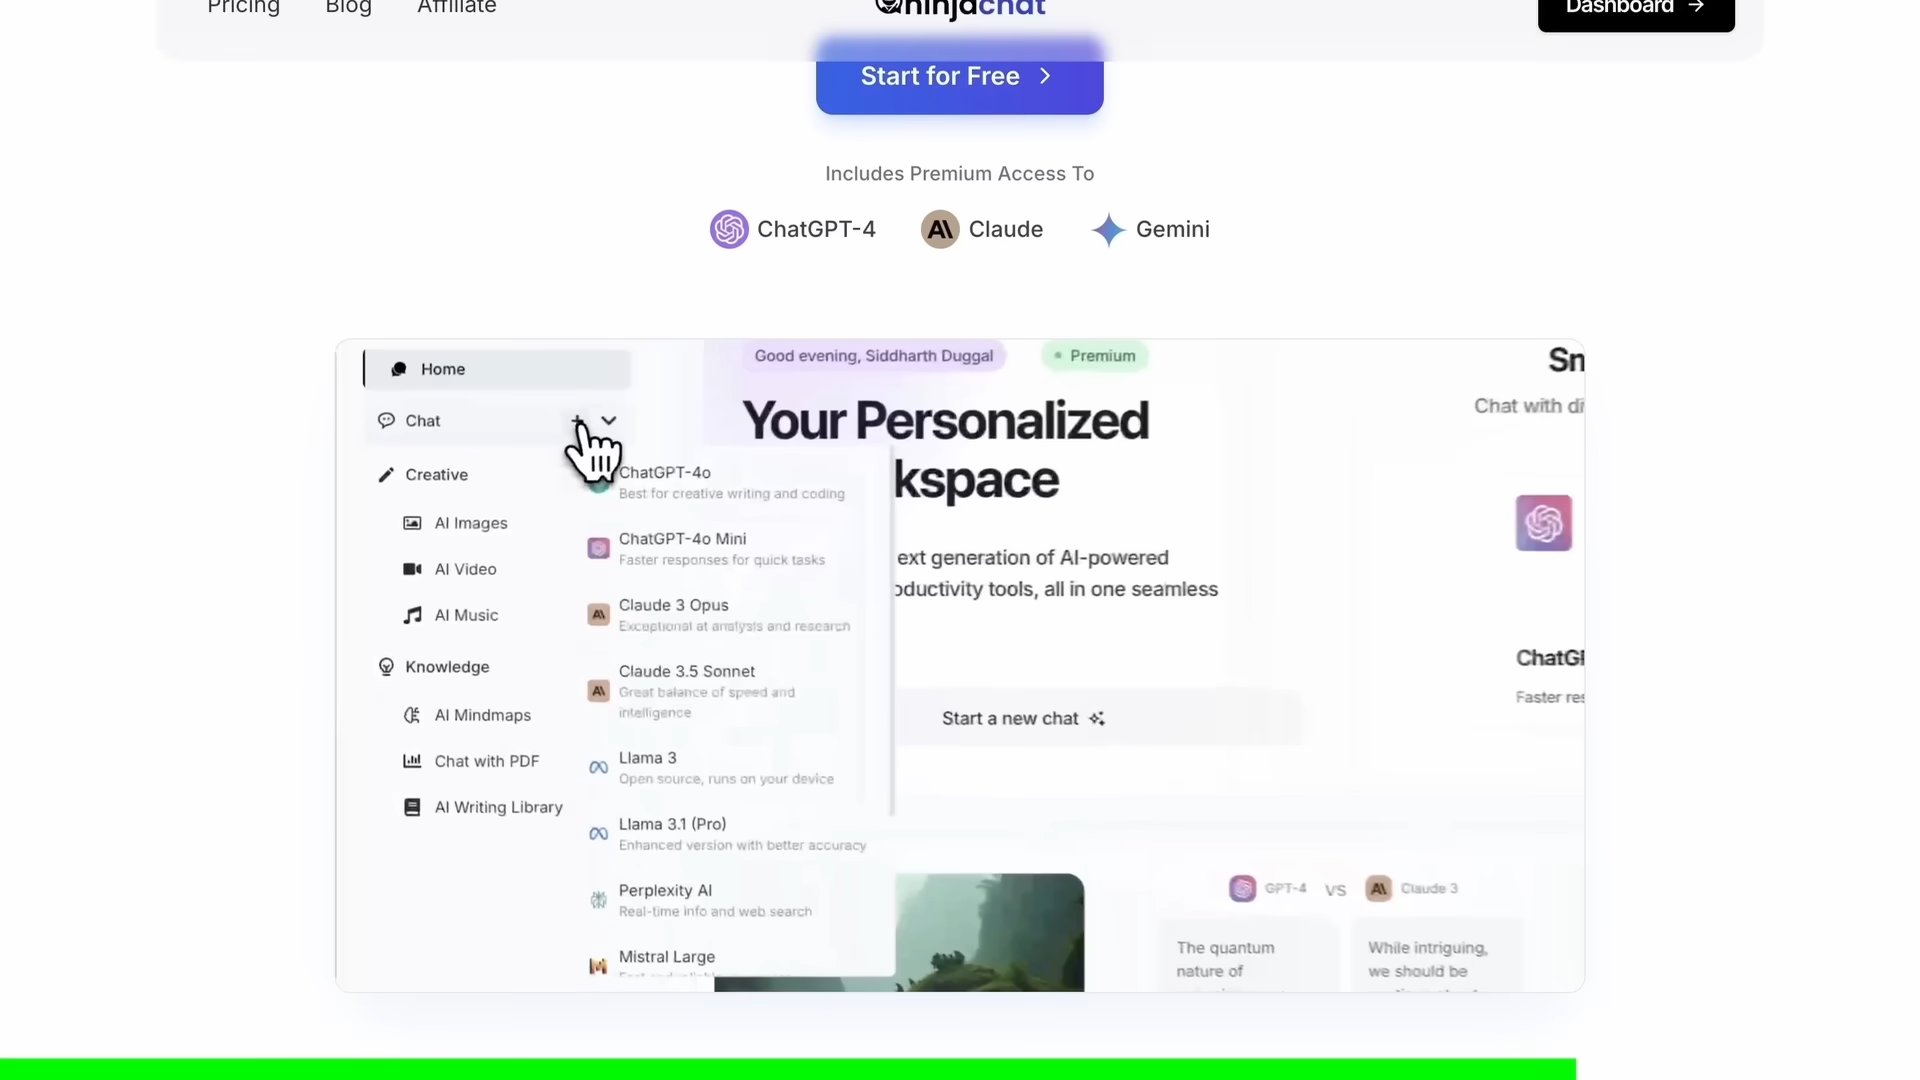 Pricing
Blog
Affiliate
ninjachat
Dashboard →
Start for Free
Includes Premium Access To
ChatGPT-4
Claude
Gemini
Home
Chat
Creative
AI Images
AI Video
AI Music
Knowledge
AI Mindmaps
Chat with PDF
AI Writing Library
ChatGPT-4o
Best for creative writing and coding
ChatGPT-4o Mini
Faster responses for quick tasks
Claude 3 Opus
Exceptional at analysis and research
Claude 3.5 Sonnet
Great balance of speed and
intelligence
Llama 3
Open source, runs on your device
Llama 3.1 (Pro)
Enhanced version with better accuracy
Perplexity AI
Real-time info and web search
Mistral Large
Good evening, Siddharth Duggal
Premium
Your Personalized
kspace
ext generation of AI-powered
oductivity tools, all in one seamless
Start a new chat
Sn
Chat with di
ChatGP
Faster res
GPT-4
VS
Claude 3
The quantum
nature of
While intriguing,
we should be